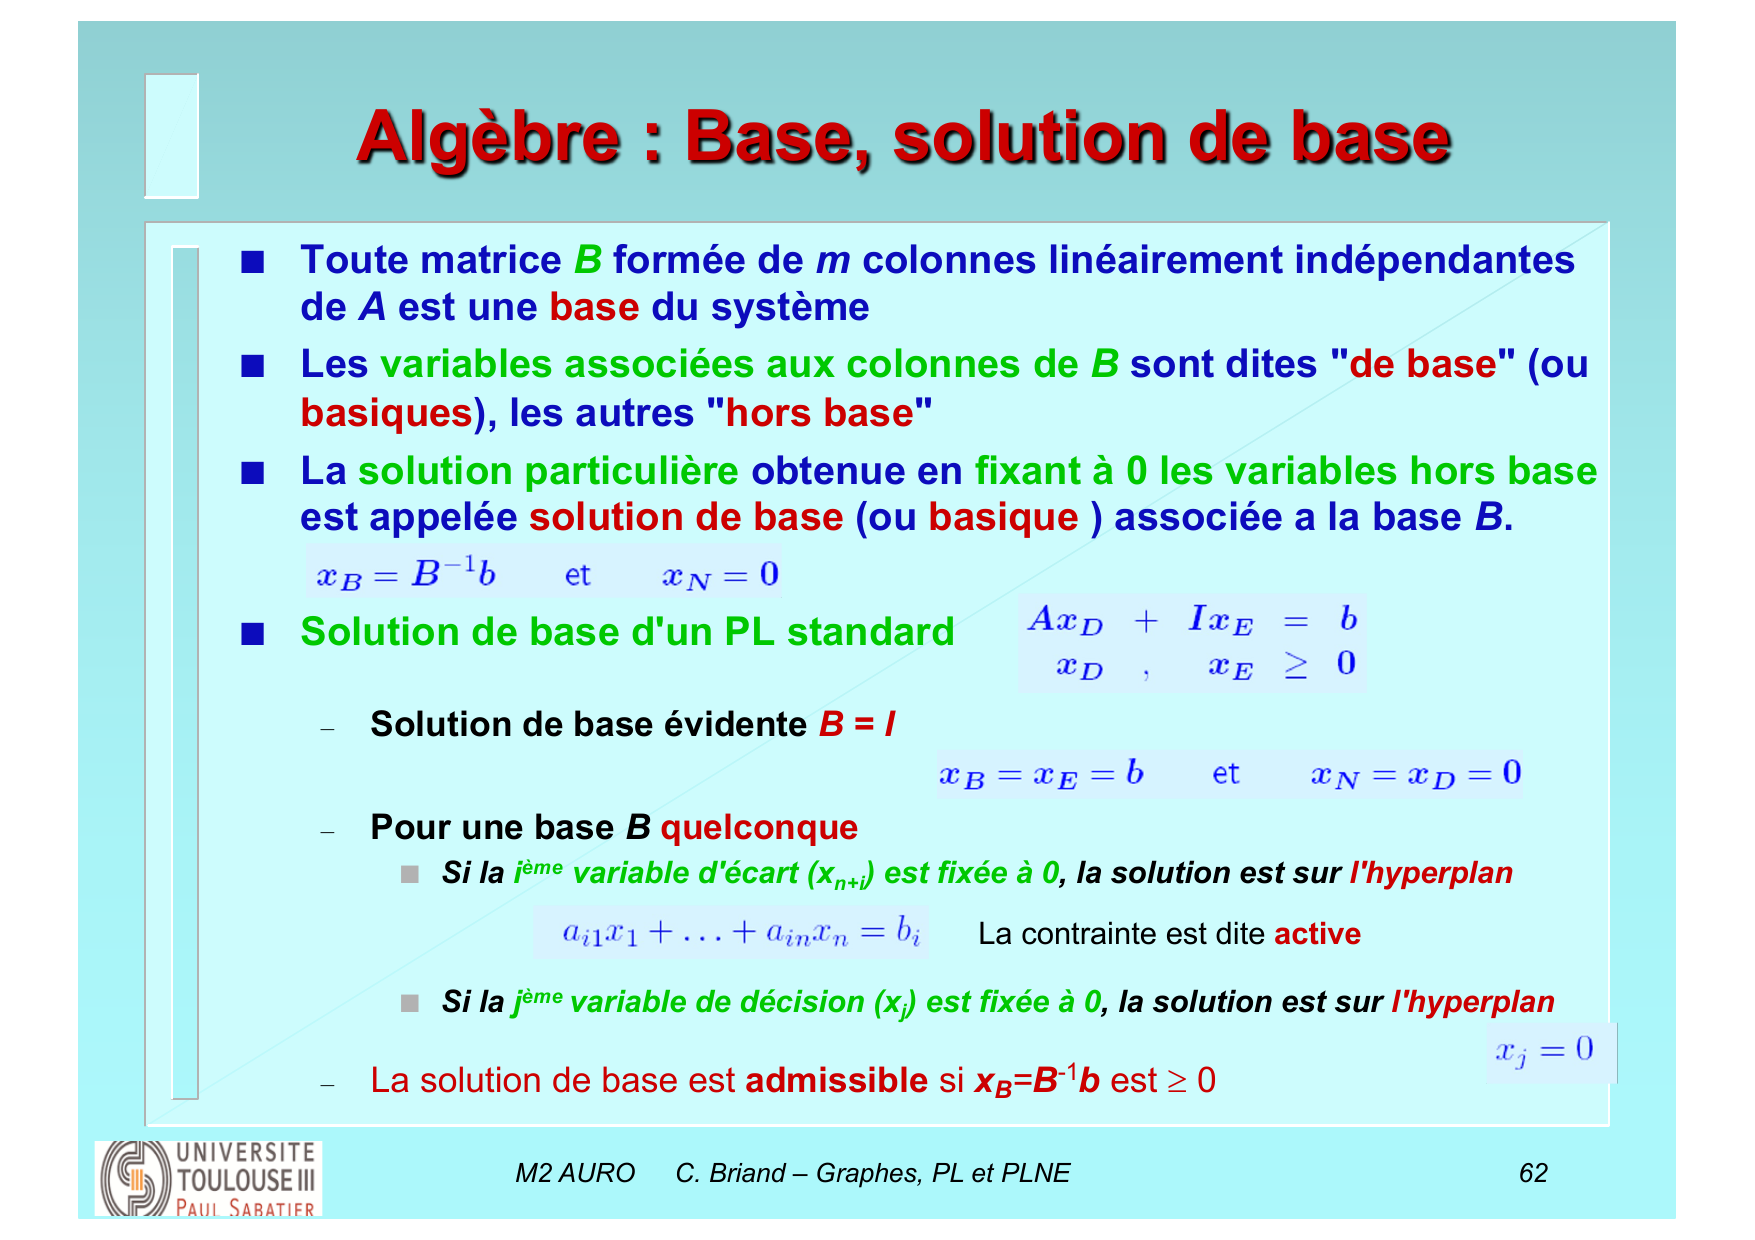 Algèbre : Base, solution de base
■ Toute matrice B formée de m colonnes linéairement indépendantes
de A est une base du système
■ Les variables associées aux colonnes de B sont dites "de base" (ou
basiques), les autres "hors base"
■ La solution particulière obtenue en fixant à 0 les variables hors base
est appelée solution de base (ou basique ) associée a la base B.
x_B = B^{-1}b et x_N = 0
■ Solution de base d'un PL standard
Ax_D + Ix_E = b
x_D , x_E ≥ 0
– Solution de base évidente B = I
x_B = x_E = b et x_N = x_D = 0
– Pour une base B quelconque
■ Si la i^{ème} variable d'écart (x_{n+i}) est fixée à 0, la solution est sur l'hyperplan
a_{i1}x_1 + … + a_{in}x_n = b_i La contrainte est dite active
■ Si la j^{ème} variable de décision (x_j) est fixée à 0, la solution est sur l'hyperplan
x_j = 0
– La solution de base est admissible si x_B=B^{-1}b est ≥ 0
UNIVERSITE
TOULOUSE III
PAUL SABATIER
M2 AURO C. Briand – Graphes, PL et PLNE 62